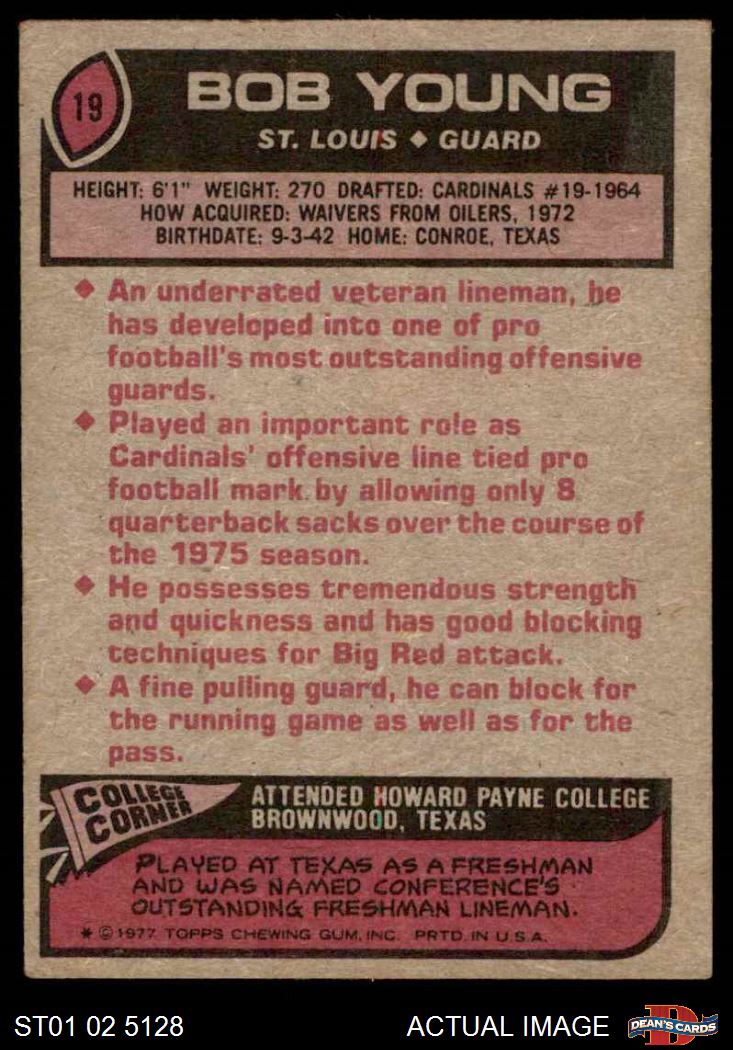 19
BOB YOUNG
ST. LOUIS ♦ GUARD
HEIGHT: 6'1" WEIGHT: 270 DRAFTED: CARDINALS #19-1964
HOW ACQUIRED: WAIVERS FROM OILERS, 1972
BIRTHDATE: 9-3-42 HOME: CONROE, TEXAS
♦ An underrated veteran lineman, he
has developed into one of pro
football's most outstanding offensive
guards.
♦ Played an important role as
Cardinals' offensive line tied pro
football mark by allowing only 8
quarterback sacks over the course of
the 1975 season.
♦ He possesses tremendous strength
and quickness and has good blocking
techniques for Big Red attack.
♦ A fine pulling guard, he can block for
the running game as well as for the
pass.
COLLEGE
CORNER
ATTENDED HOWARD PAYNE COLLEGE
BROWNWOOD, TEXAS
PLAYED AT TEXAS AS A FRESHMAN
AND WAS NAMED CONFERENCE'S
OUTSTANDING FRESHMAN LINEMAN.
* © 1977 TOPPS CHEWING GUM, INC. PRTD. IN U.S.A.
ST01 02 5128
ACTUAL IMAGE
D
DEAN'S CARDS